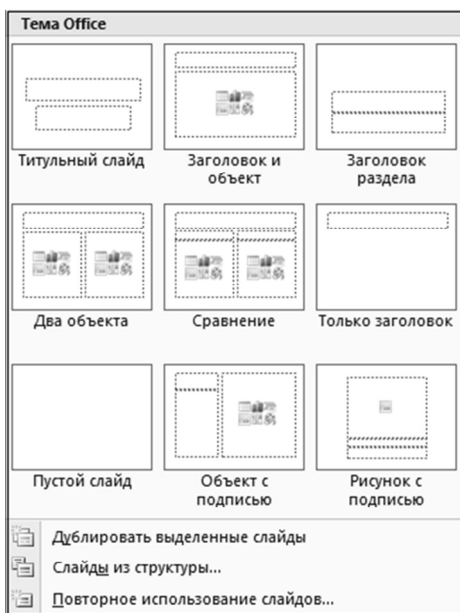 Тема Office
Титульный слайд
Заголовок и
объект
Заголовок
раздела
Два объекта
Сравнение
Только заголовок
Пустой слайд
Объект с
подписью
Рисунок с
подписью
Дублировать выделенные слайды
Слайды из структуры...
Повторное использование слайдов...